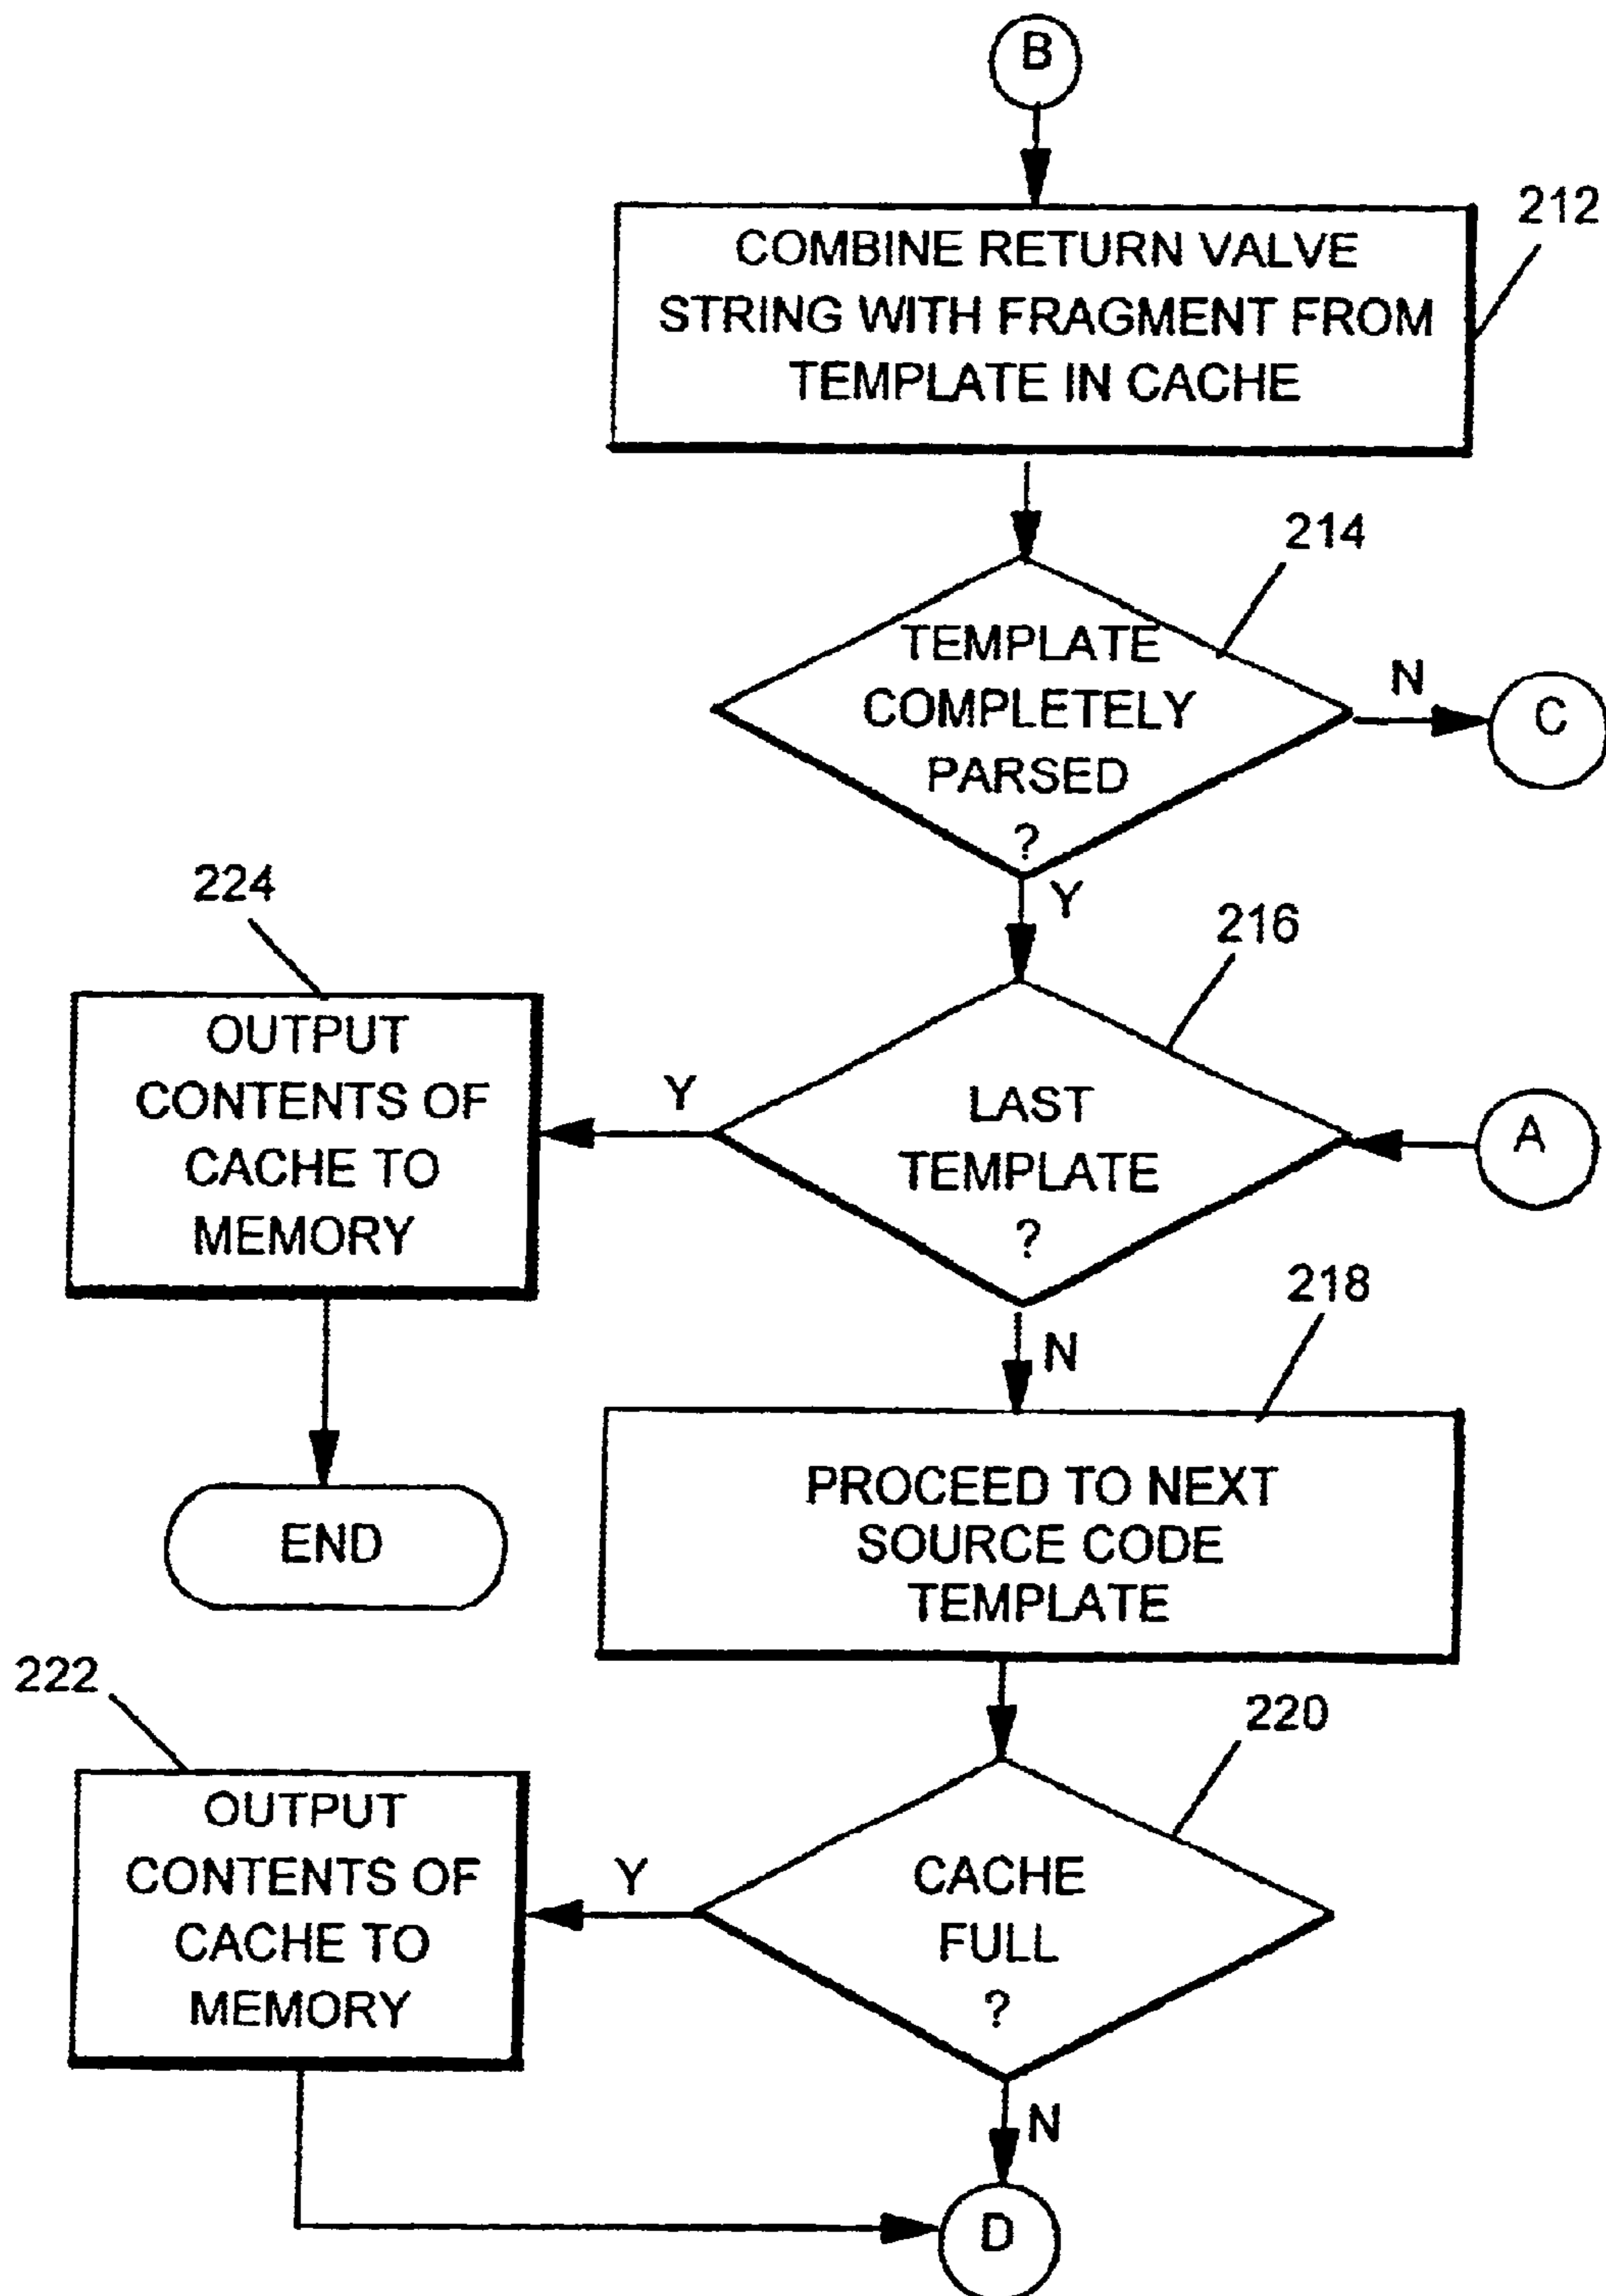 B
COMBINE RETURN VALVE
STRING WITH FRAGMENT FROM
TEMPLATE IN CACHE
212
214
TEMPLATE
COMPLETELY
PARSED
?
N
C
Y
224
216
OUTPUT
CONTENTS OF
CACHE TO
MEMORY
Y
LAST
TEMPLATE
?
A
N
218
END
PROCEED TO NEXT
SOURCE CODE
TEMPLATE
222
220
OUTPUT
CONTENTS OF
CACHE TO
MEMORY
Y
CACHE
FULL
?
N
D